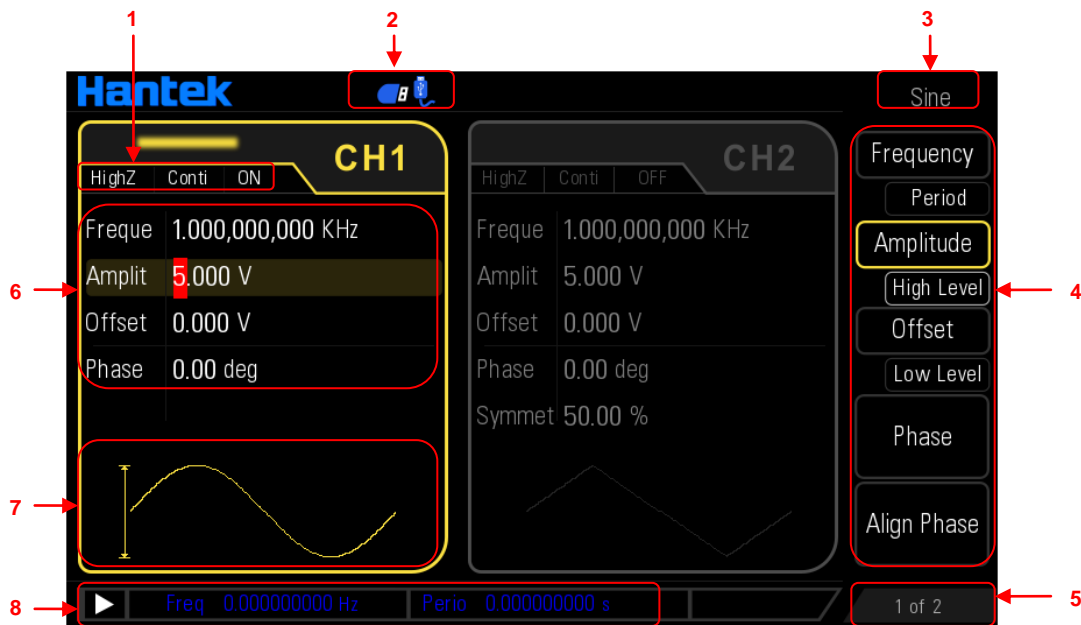 1
2
3
Hantek
Sine
CH1
HighZ Conti ON
Freque 1.000,000,000 KHz
Amplit 5.000 V
Offset 0.000 V
Phase 0.00 deg
CH2
HighZ Conti OFF
Freque 1.000,000,000 KHz
Amplit 5.000 V
Offset 0.000 V
Phase 0.00 deg
Symmet 50.00 %
Frequency
Period
Amplitude
High Level
Offset
Low Level
Phase
Align Phase
6
4
7
8
Freq 0.000000000 Hz
Perio 0.000000000 s
1 of 2
5